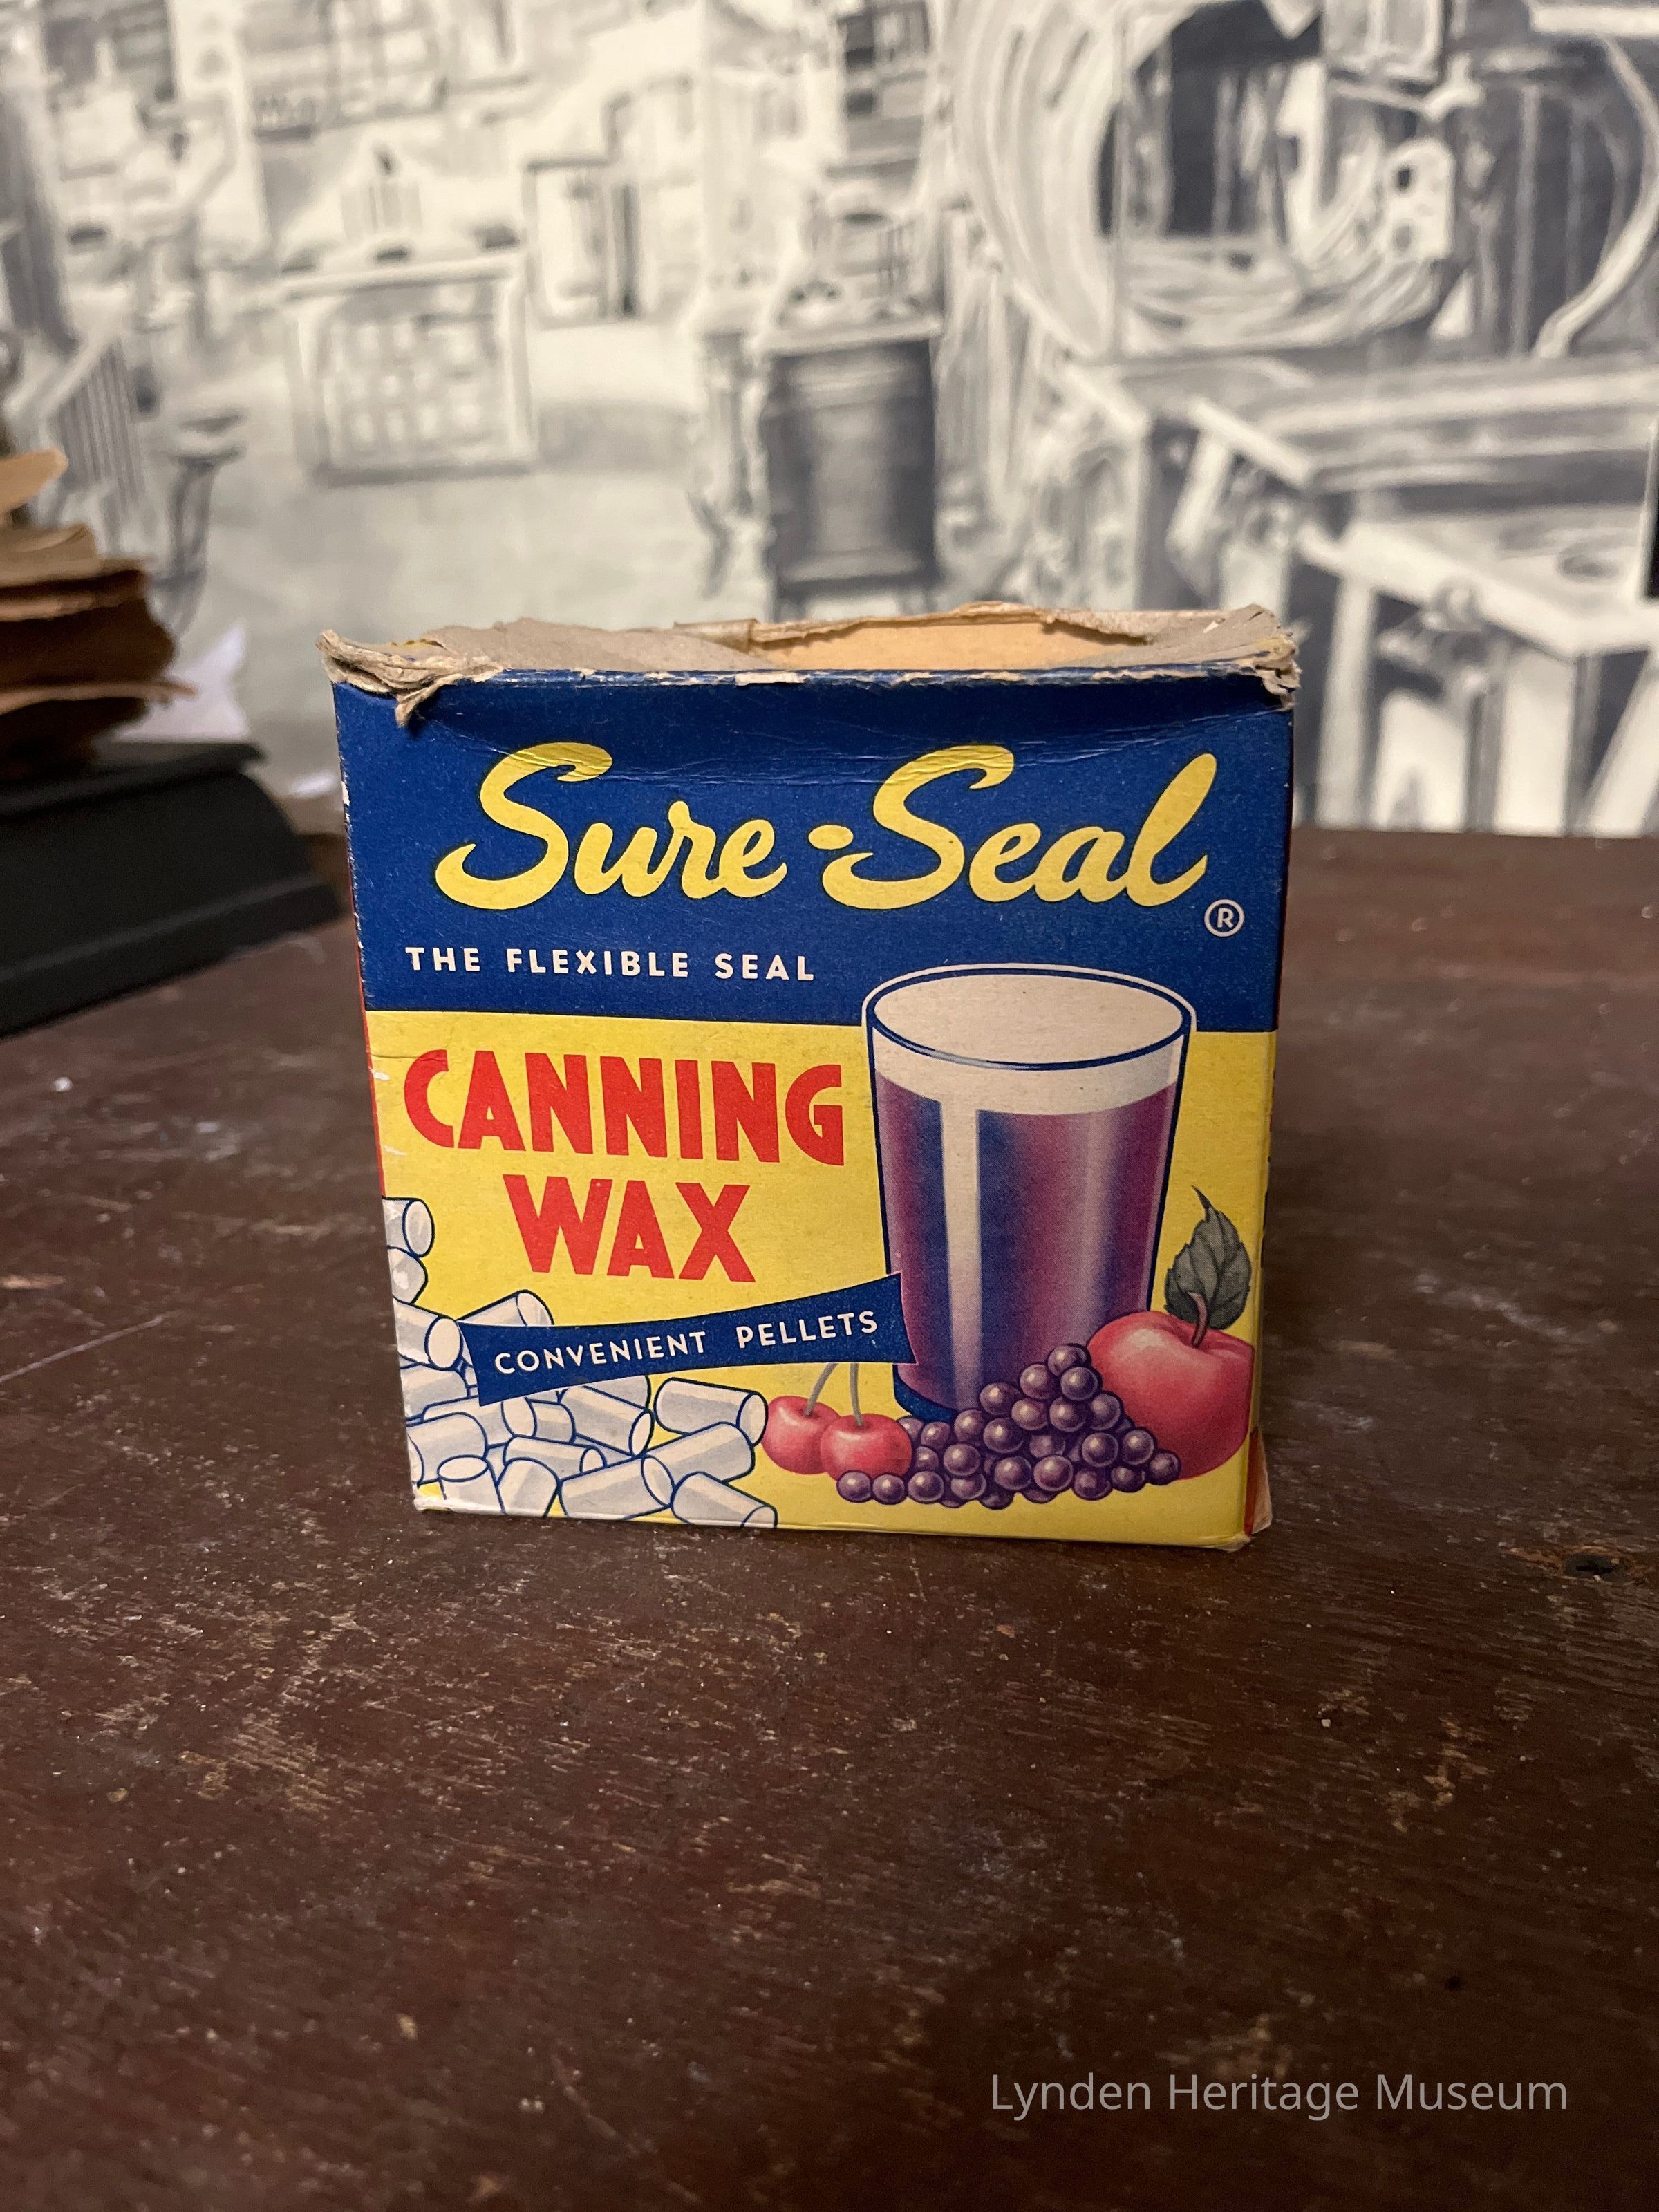 Sure-Seal
®
THE FLEXIBLE SEAL
CANNING
WAX
CONVENIENT PELLETS
Lynden Heritage Museum